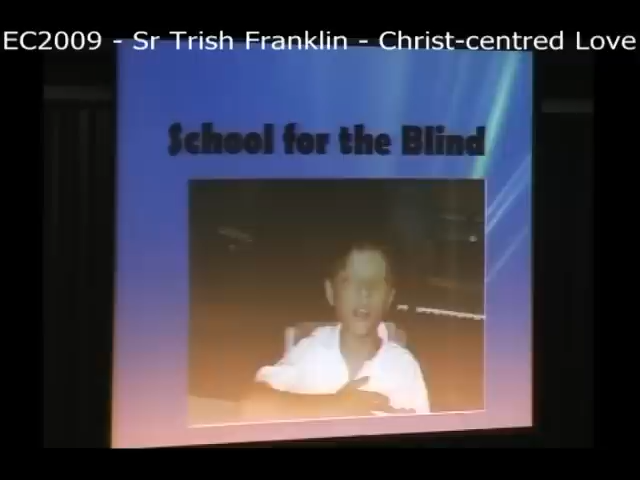 EC2009 - Sr Trish Franklin - Christ-centred Love
School for the Blind